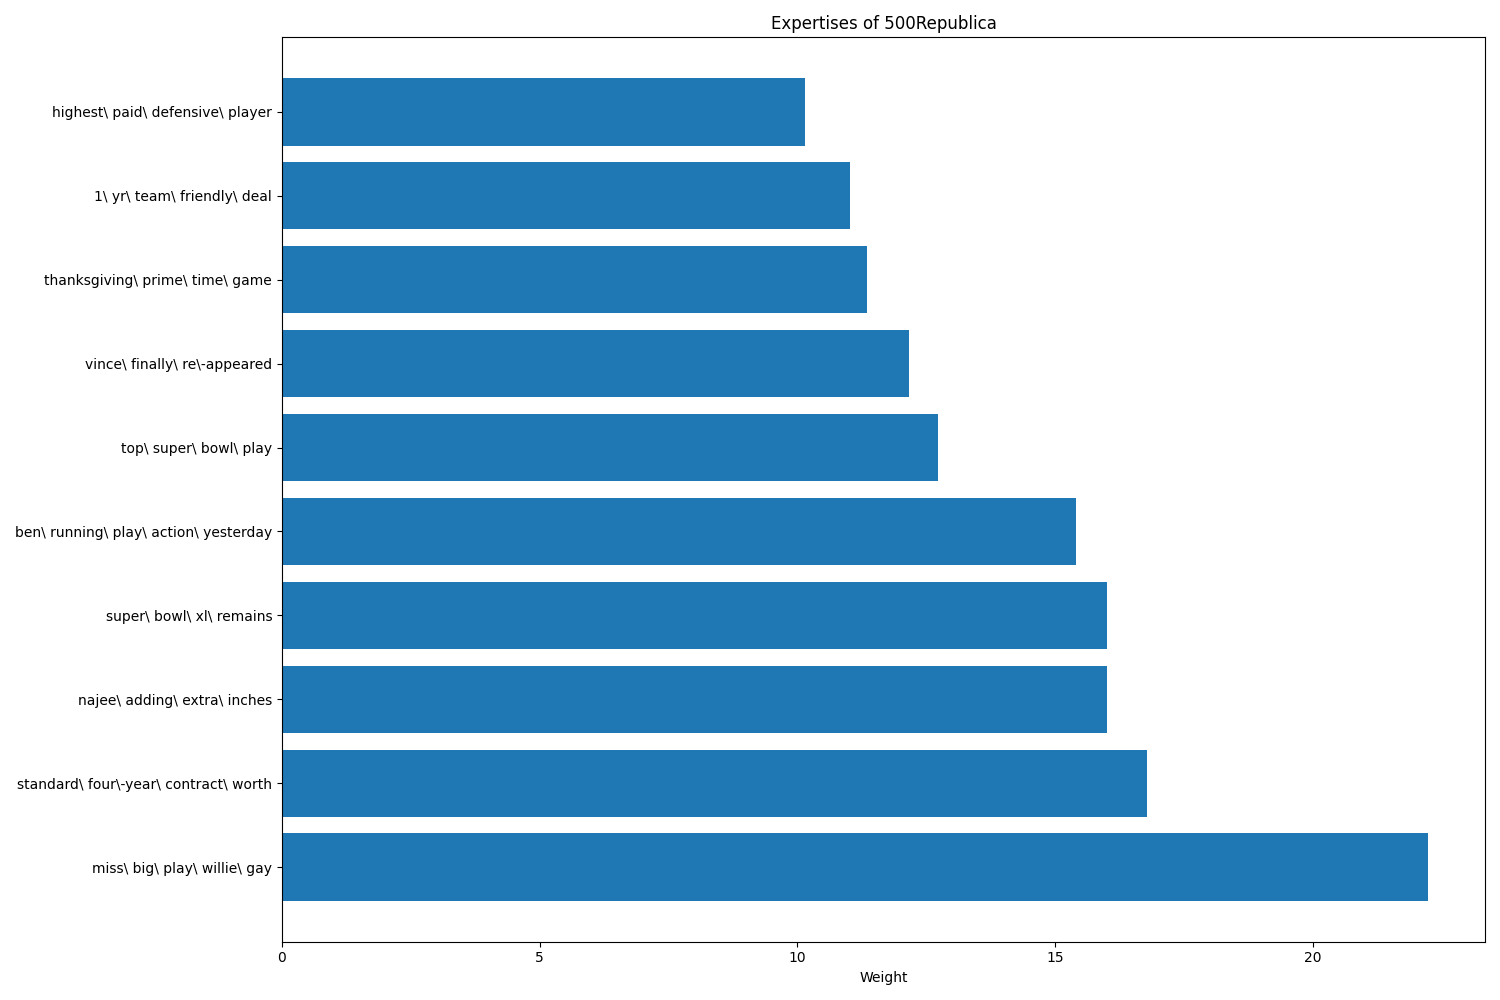 Expertises of 500Republica
highest\ paid\ defensive\ player
1\ yr\ team\ friendly\ deal
thanksgiving\ prime\ time\ game
vince\ finally\ re\-appeared
top\ super\ bowl\ play
ben\ running\ play\ action\ yesterday
super\ bowl\ xl\ remains
najee\ adding\ extra\ inches
standard\ four\-year\ contract\ worth
miss\ big\ play\ willie\ gay
0 5 10 15 20
Weight